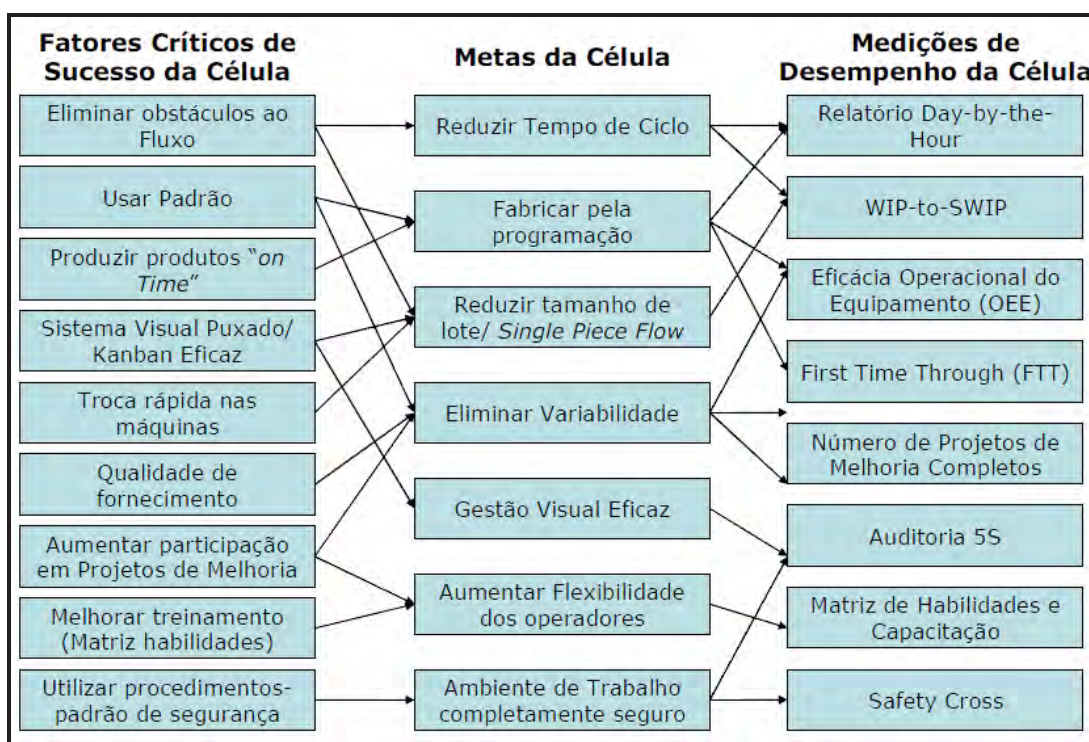 Fatores Críticos de
Sucesso da Célula
Eliminar obstáculos ao
Fluxo
Usar Padrão
Produzir produtos "on
Time"
Sistema Visual Puxado/
Kanban Eficaz
Troca rápida nas
máquinas
Qualidade de
fornecimento
Aumentar participação
em Projetos de Melhoria
Melhorar treinamento
(Matriz habilidades)
Utilizar procedimentos-
padrão de segurança
Metas da Célula
Reduzir Tempo de Ciclo
Fabricar pela
programação
Reduzir tamanho de
lote/ Single Piece Flow
Eliminar Variabilidade
Gestão Visual Eficaz
Aumentar Flexibilidade
dos operadores
Ambiente de Trabalho
completamente seguro
Medições de
Desempenho da Célula
Relatório Day-by-the-
Hour
WIP-to-SWIP
Eficácia Operacional do
Equipamento (OEE)
First Time Through (FTT)
Número de Projetos de
Melhoria Completos
Auditoria 5S
Matriz de Habilidades e
Capacitação
Safety Cross